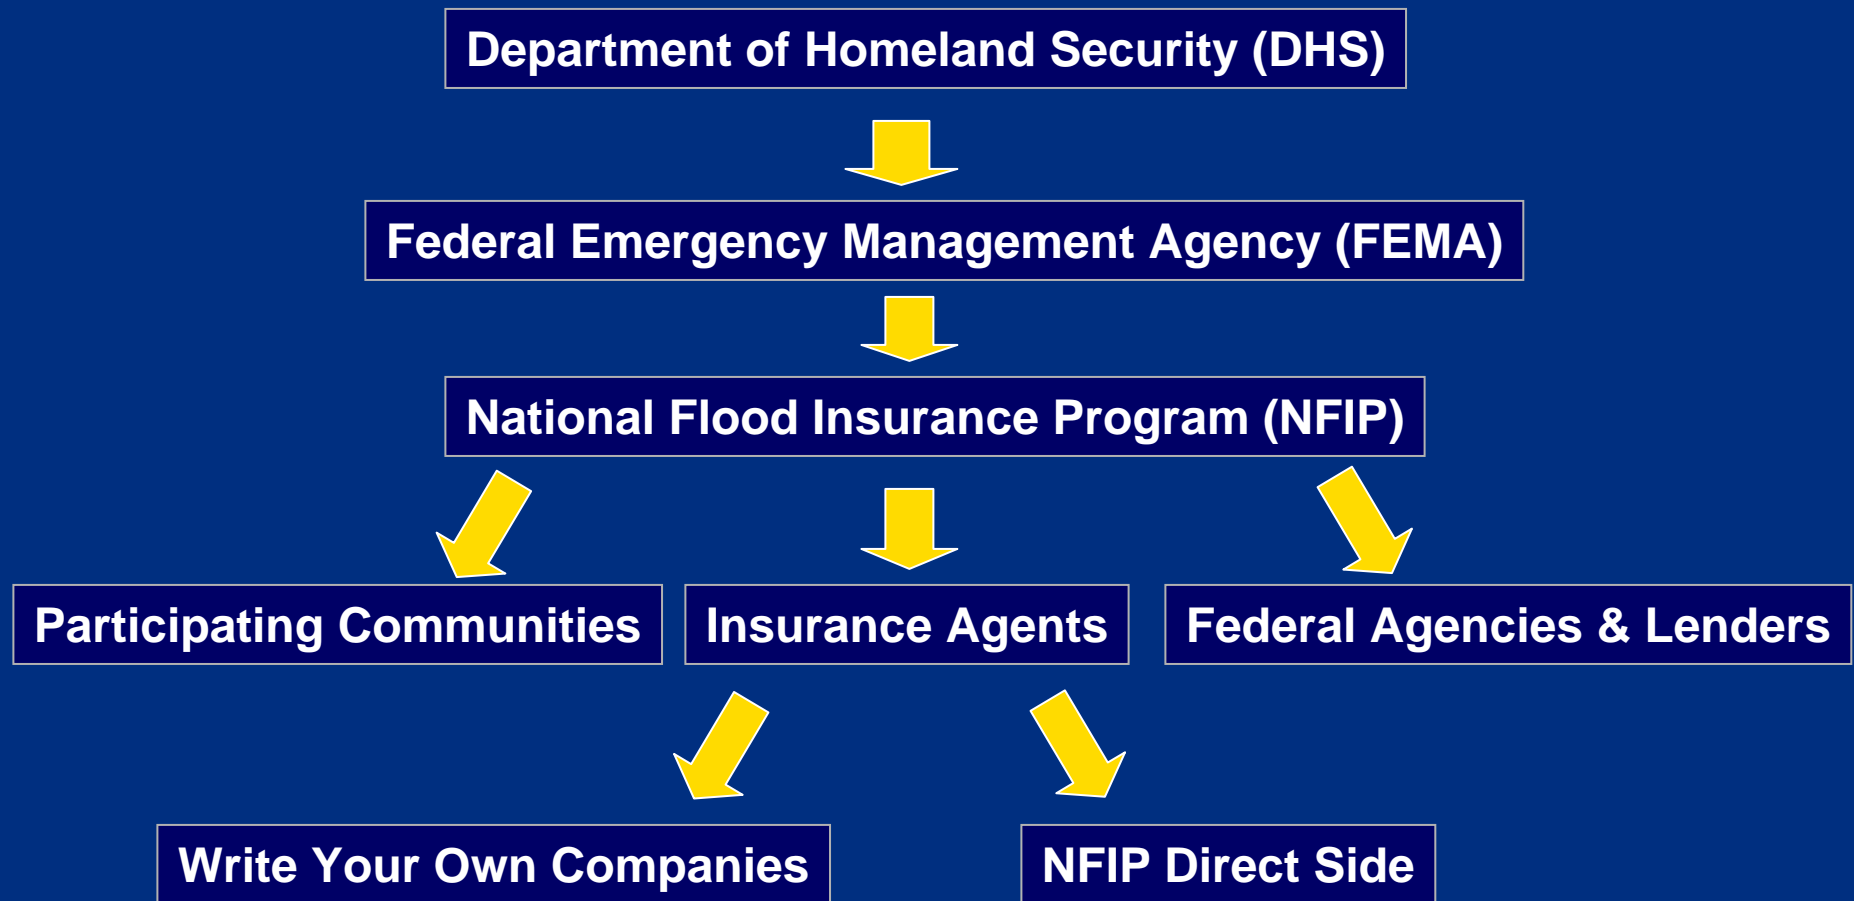 Department of Homeland Security (DHS)
Federal Emergency Management Agency (FEMA)
National Flood Insurance Program (NFIP)
Participating Communities
Insurance Agents
Federal Agencies & Lenders
Write Your Own Companies
NFIP Direct Side